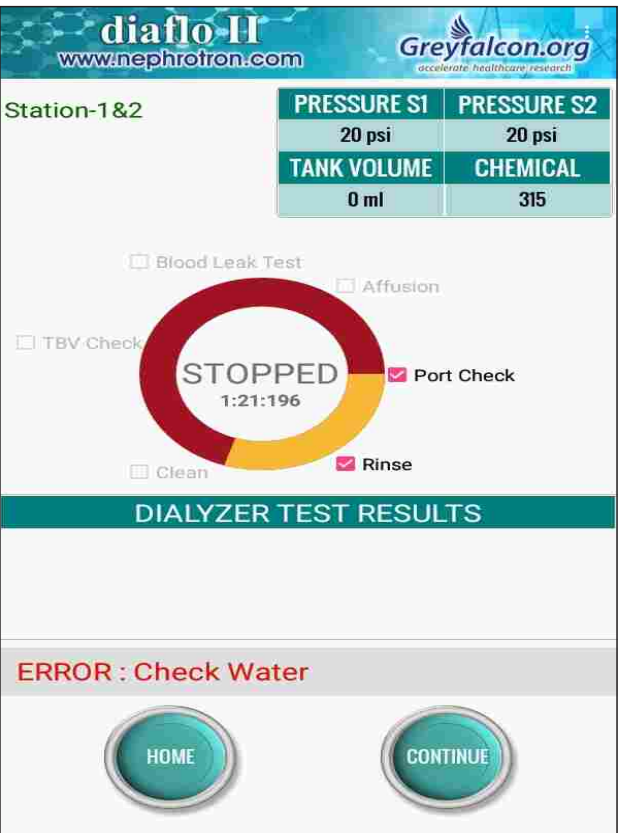 diaflo II
www.nephrotron.com
Greyfalcon.org
accelerate healthcare research
Station-1&2
PRESSURE S1 PRESSURE S2
20 psi 20 psi
TANK VOLUME CHEMICAL
0 ml 315
Blood Leak Test
Affusion
TBV Check
STOPPED
1:21:196
Port Check
Rinse
Clean
DIALYZER TEST RESULTS
ERROR : Check Water
HOME CONTINUE